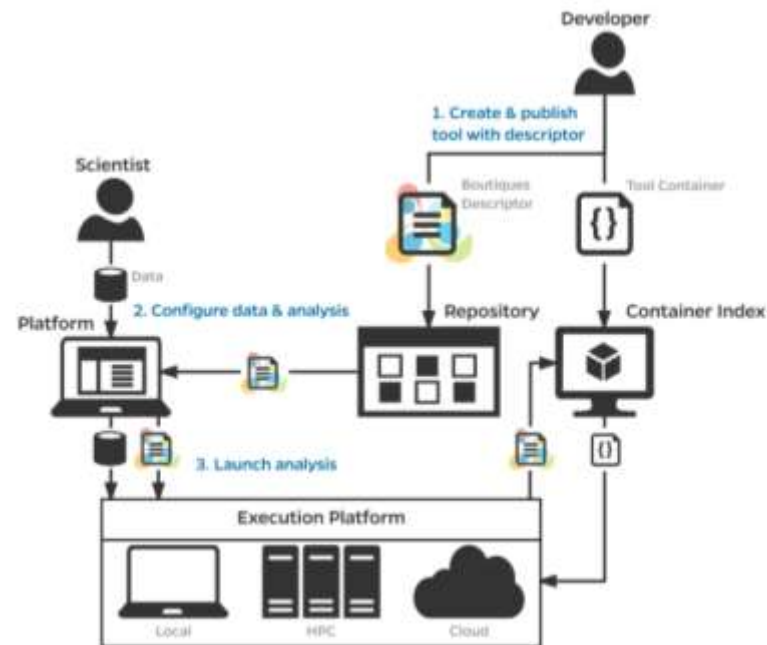 Developer
1. Create & publish
tool with descriptor
Scientist
Boutiques
Descriptor
Tool Container
{}
Data
2. Configure data & analysis
Platform
Repository
Container Index
{}
3. Launch analysis
Execution Platform
Local
HPC
Cloud